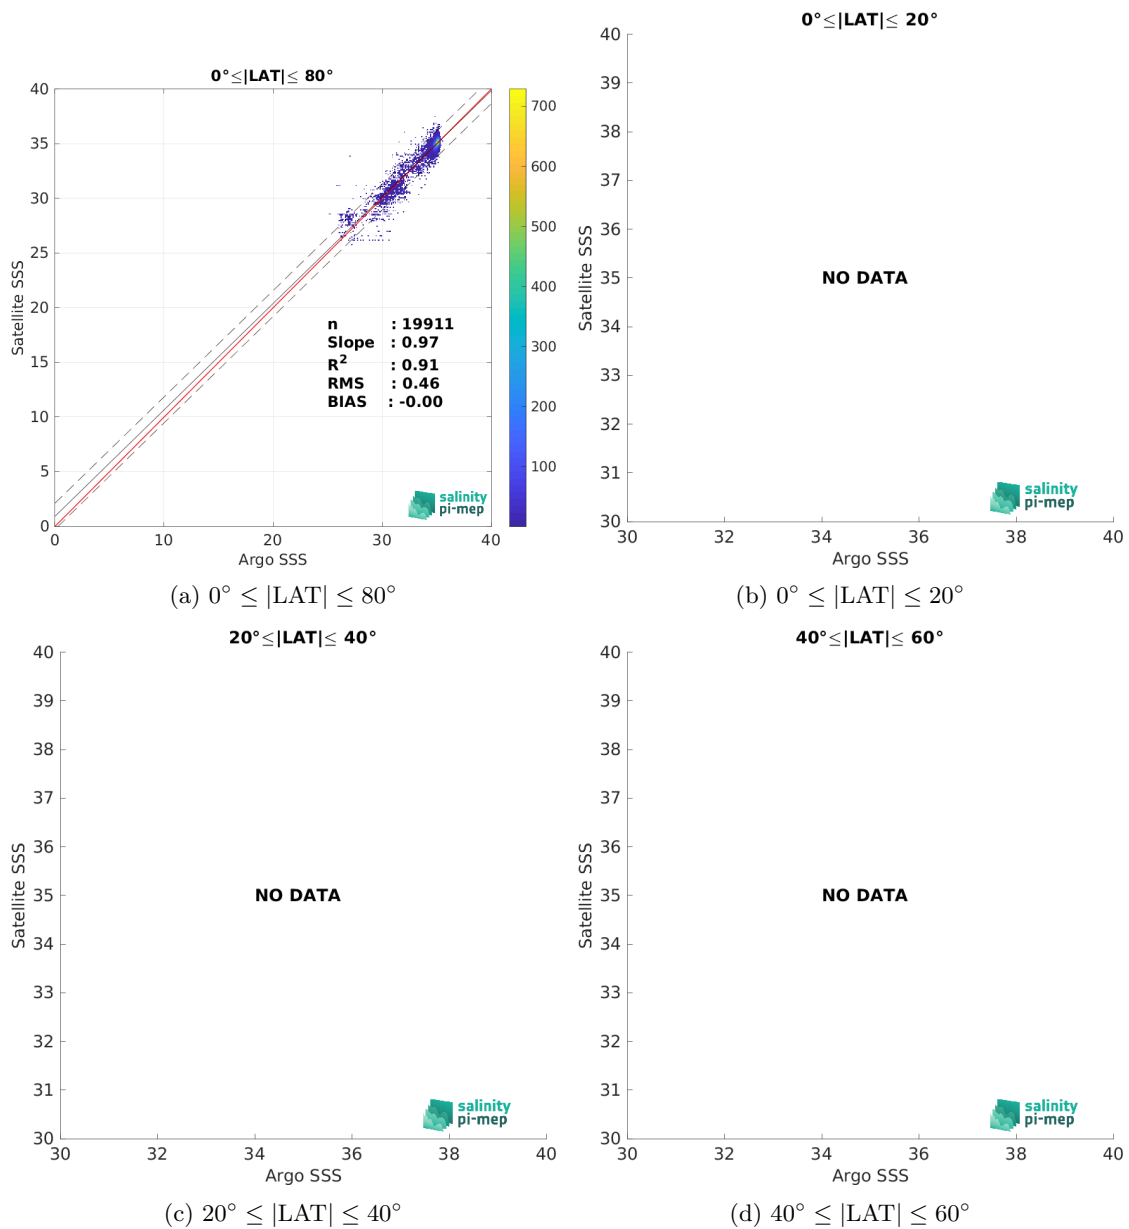 0°≤|LAT|≤ 80°
40
35
30
25
20
15
10
5
0
Satellite SSS
0
10
20
30
40
Argo SSS
n : 19911
Slope : 0.97
R² : 0.91
RMS : 0.46
BIAS : -0.00
700
600
500
400
300
200
100
salinity
pi-mep
(a) 0° ≤ |LAT| ≤ 80°
0°≤|LAT|≤ 20°
40
39
38
37
36
35
34
33
32
31
30
Satellite SSS
NO DATA
salinity
pi-mep
30
32
34
36
38
40
Argo SSS
(b) 0° ≤ |LAT| ≤ 20°
20°≤|LAT|≤ 40°
40
39
38
37
36
35
34
33
32
31
30
Satellite SSS
NO DATA
salinity
pi-mep
30
32
34
36
38
40
Argo SSS
(c) 20° ≤ |LAT| ≤ 40°
40°≤|LAT|≤ 60°
40
39
38
37
36
35
34
33
32
31
30
Satellite SSS
NO DATA
salinity
pi-mep
30
32
34
36
38
40
Argo SSS
(d) 40° ≤ |LAT| ≤ 60°